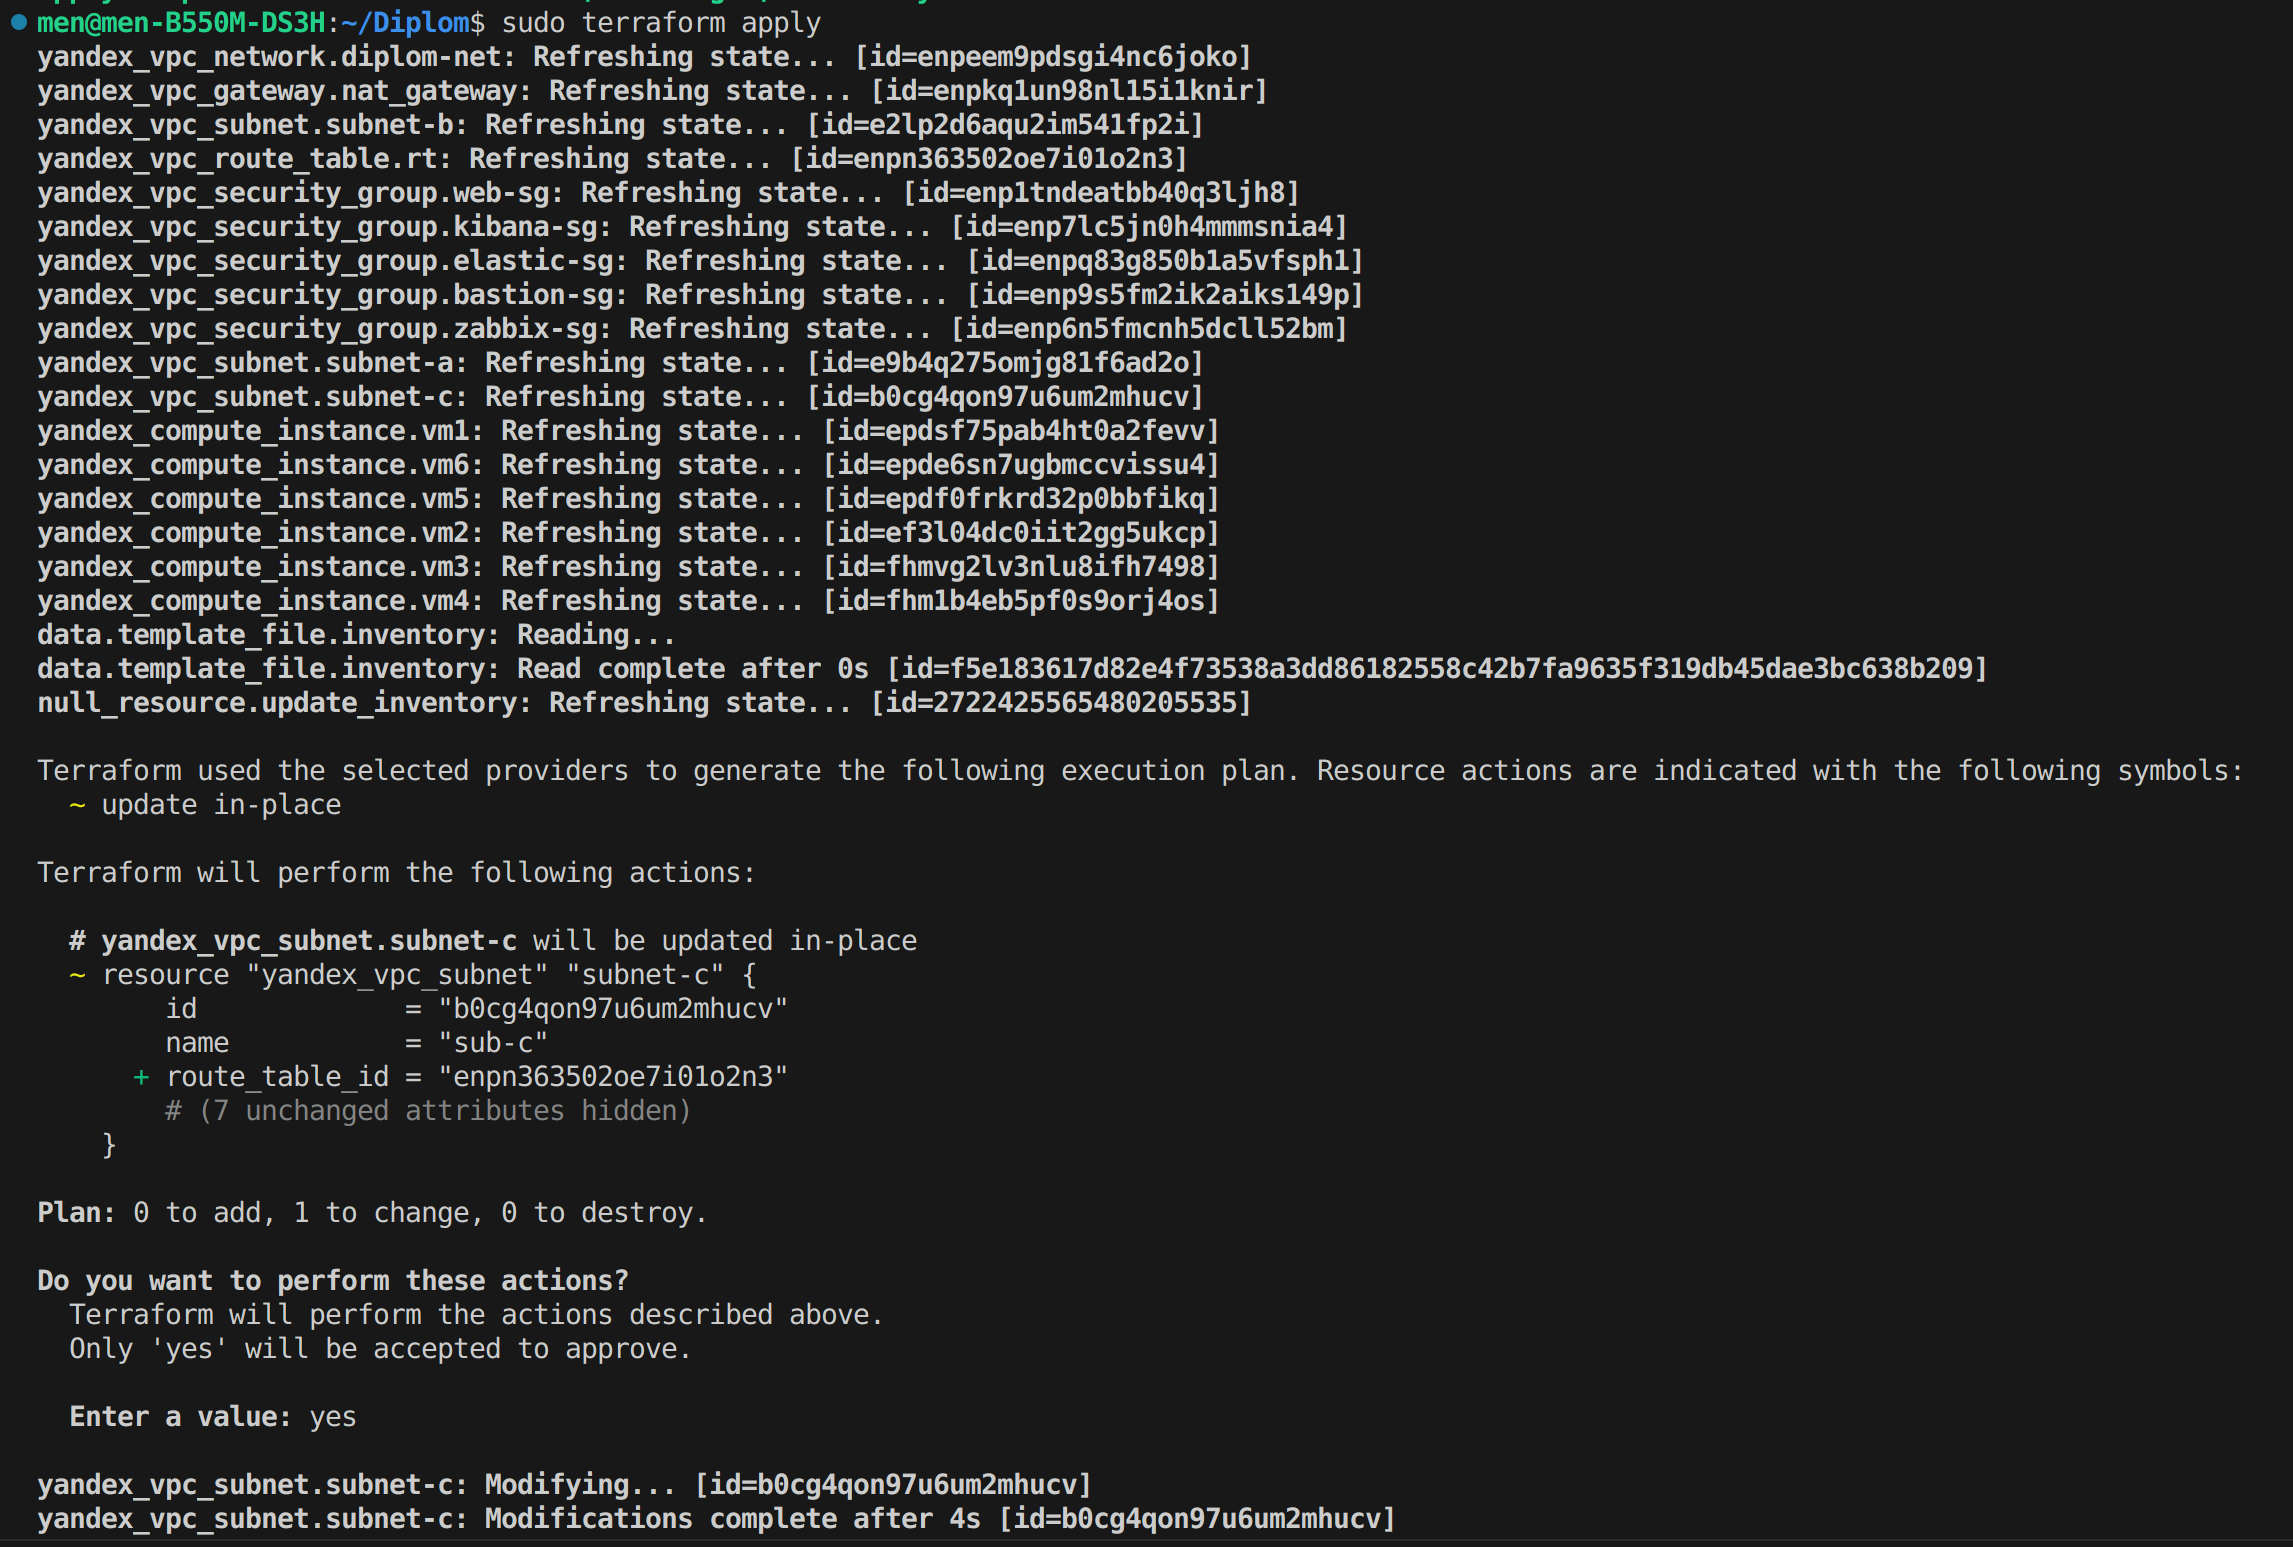 men@men-B550M-DS3H:~/Diplom$ sudo terraform apply
yandex_vpc_network.diplom-net: Refreshing state... [id=enpeem9pdsgi4nc6joko]
yandex_vpc_gateway.nat_gateway: Refreshing state... [id=enpkq1un98nl15i1knir]
yandex_vpc_subnet.subnet-b: Refreshing state... [id=e2lp2d6aqu2im541fp2i]
yandex_vpc_route_table.rt: Refreshing state... [id=enpn363502oe7i01o2n3]
yandex_vpc_security_group.web-sg: Refreshing state... [id=enp1tndeatbb40q3ljh8]
yandex_vpc_security_group.kibana-sg: Refreshing state... [id=enp7lc5jn0h4mmmsnia4]
yandex_vpc_security_group.elastic-sg: Refreshing state... [id=enpq83g850b1a5vfsph1]
yandex_vpc_security_group.bastion-sg: Refreshing state... [id=enp9s5fm2ik2aiks149p]
yandex_vpc_security_group.zabbix-sg: Refreshing state... [id=enp6n5fmcnh5dcll52bm]
yandex_vpc_subnet.subnet-a: Refreshing state... [id=e9b4q275omjg81f6ad2o]
yandex_vpc_subnet.subnet-c: Refreshing state... [id=b0cg4qon97u6um2mhucv]
yandex_compute_instance.vm1: Refreshing state... [id=epdsf75pab4ht0a2fevv]
yandex_compute_instance.vm6: Refreshing state... [id=epde6sn7ugbmccvissu4]
yandex_compute_instance.vm5: Refreshing state... [id=epdf0frkrd32p0bbfikq]
yandex_compute_instance.vm2: Refreshing state... [id=ef3l04dc0iit2gg5ukcp]
yandex_compute_instance.vm3: Refreshing state... [id=fhmvg2lv3nlu8ifh7498]
yandex_compute_instance.vm4: Refreshing state... [id=fhm1b4eb5pf0s9orj4os]
data.template_file.inventory: Reading...
data.template_file.inventory: Read complete after 0s [id=f5e183617d82e4f73538a3dd86182558c42b7fa9635f319db45dae3bc638b209]
null_resource.update_inventory: Refreshing state... [id=2722425565480205535]
Terraform used the selected providers to generate the following execution plan. Resource actions are indicated with the following symbols:
~ update in-place
Terraform will perform the following actions:
# yandex_vpc_subnet.subnet-c will be updated in-place
~ resource "yandex_vpc_subnet" "subnet-c" {
id = "b0cg4qon97u6um2mhucv"
name = "sub-c"
+ route_table_id = "enpn363502oe7i01o2n3"
# (7 unchanged attributes hidden)
}
Plan: 0 to add, 1 to change, 0 to destroy.
Do you want to perform these actions?
Terraform will perform the actions described above.
Only 'yes' will be accepted to approve.
Enter a value: yes
yandex_vpc_subnet.subnet-c: Modifying... [id=b0cg4qon97u6um2mhucv]
yandex_vpc_subnet.subnet-c: Modifications complete after 4s [id=b0cg4qon97u6um2mhucv]